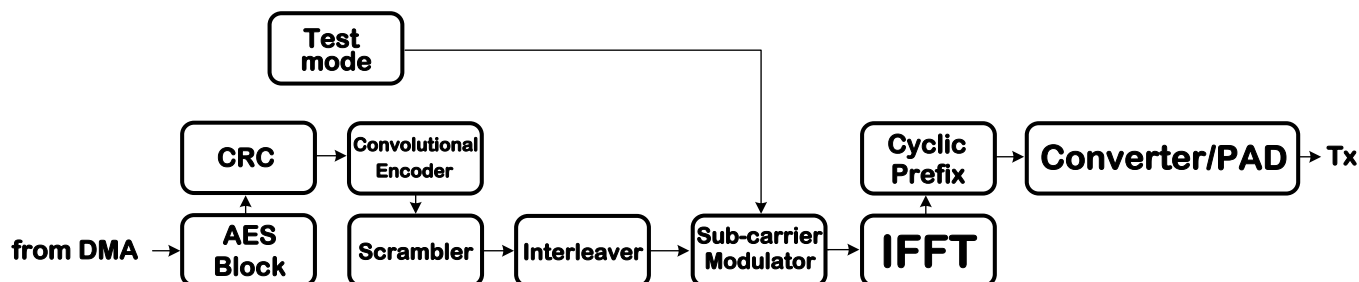 Test
mode
CRC
Convolutional
Encoder
Cyclic
Prefix
Converter/PAD
Tx
from DMA
AES
Block
Scrambler
Interleaver
Sub-carrier
Modulator
IFFT